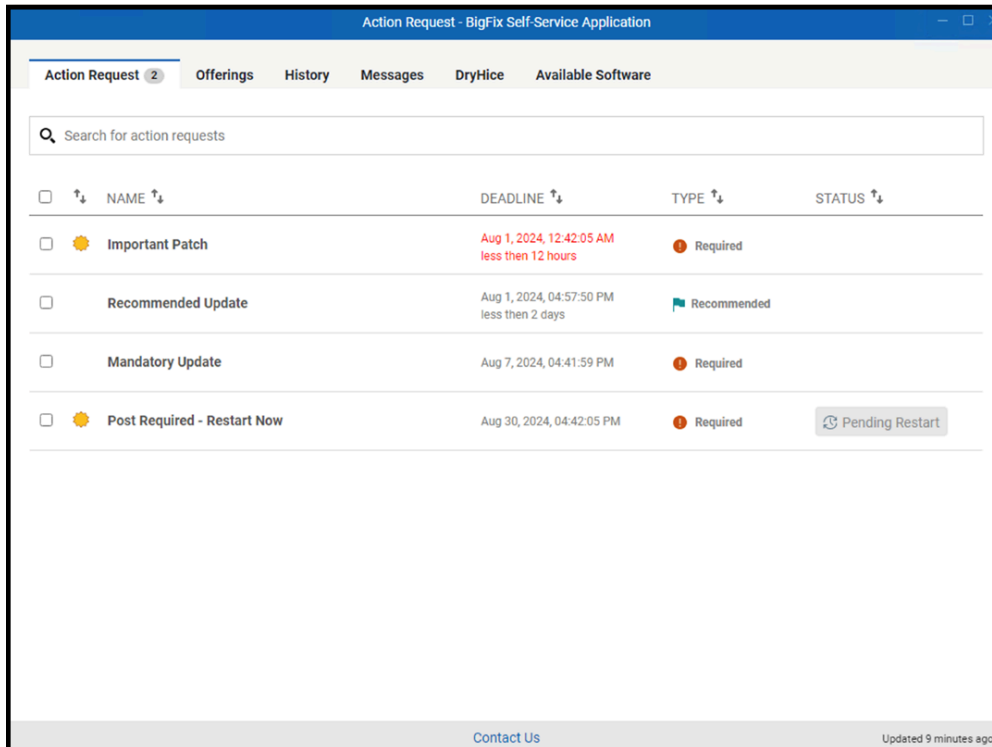 Action Request - BigFix Self-Service Application
Action Request 2 Offerings History Messages DryHice Available Software
Search for action requests
NAME DEADLINE TYPE STATUS
Important Patch Aug 1, 2024, 12:42:05 AM Required
less then 12 hours
Recommended Update Aug 1, 2024, 04:57:50 PM Recommended
less then 2 days
Mandatory Update Aug 7, 2024, 04:41:59 PM Required
Post Required - Restart Now Aug 30, 2024, 04:42:05 PM Required Pending Restart
Contact Us Updated 9 minutes ago